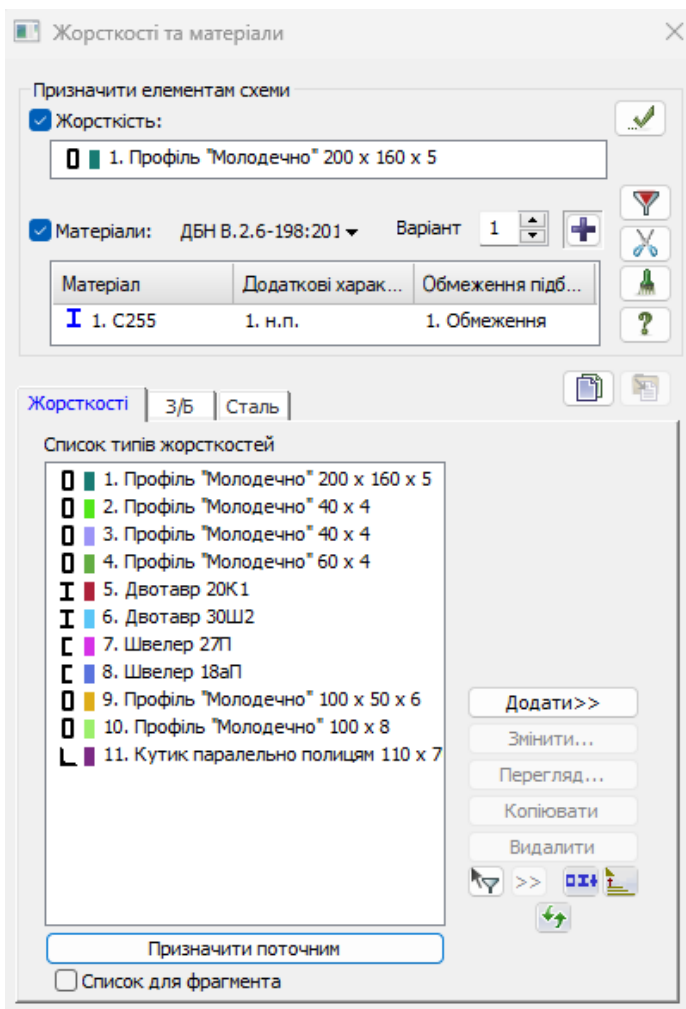 Жорсткості та матеріали
Призначити елементам схеми
Жорсткість:
1. Профіль "Молодечно" 200 x 160 x 5
Матеріали: ДБН В.2.6-198:201 Варіант 1
Матеріал Додаткові харак... Обмеження підб...
1. С255 1. н.п. 1. Обмеження
Жорсткості З/Б Сталь
Список типів жорсткостей
1. Профіль "Молодечно" 200 x 160 x 5
2. Профіль "Молодечно" 40 x 4
3. Профіль "Молодечно" 40 x 4
4. Профіль "Молодечно" 60 x 4
5. Двотавр 20К1
6. Двотавр 30Ш2
7. Швелер 27П
8. Швелер 18аП
9. Профіль "Молодечно" 100 x 50 x 6
10. Профіль "Молодечно" 100 x 8
11. Кутик паралельно полицям 110 x 7
Додати>>
Змінити...
Перегляд...
Копіювати
Видалити
>>
Призначити поточним
Список для фрагмента